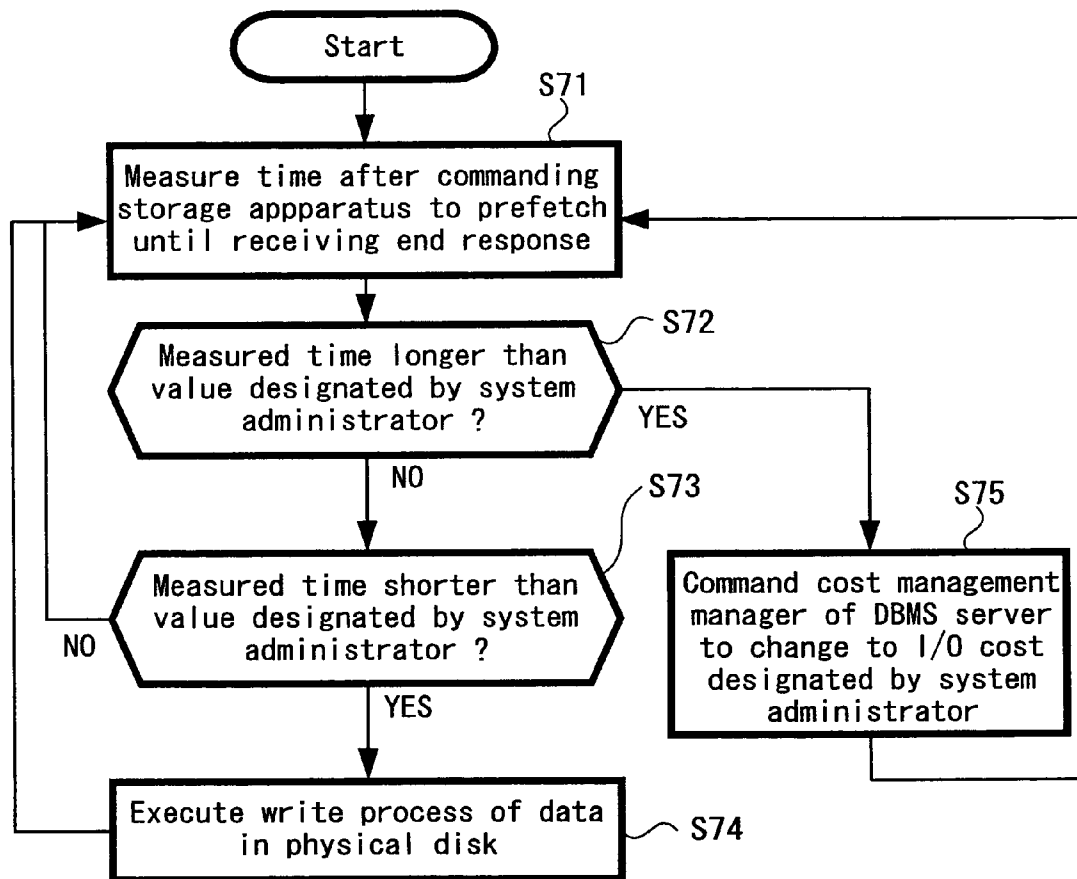 Start
S71
Measure time after commanding
storage appparatus to prefetch
until receiving end response
S72
Measured time longer than
value designated by system
administrator ?
YES
NO
S73
S75
Measured time shorter than
value designated by system
administrator ?
NO
YES
Command cost management
manager of DBMS server
to change to I/O cost
designated by system
administrator
Execute write process of data
in physical disk
S74